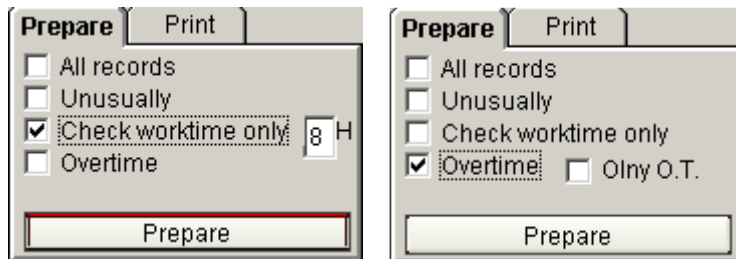 Prepare Print
All records
Unusually
Check worktime only 8 H
Overtime
Prepare
Prepare Print
All records
Unusually
Check worktime only
Overtime Olny O.T.
Prepare